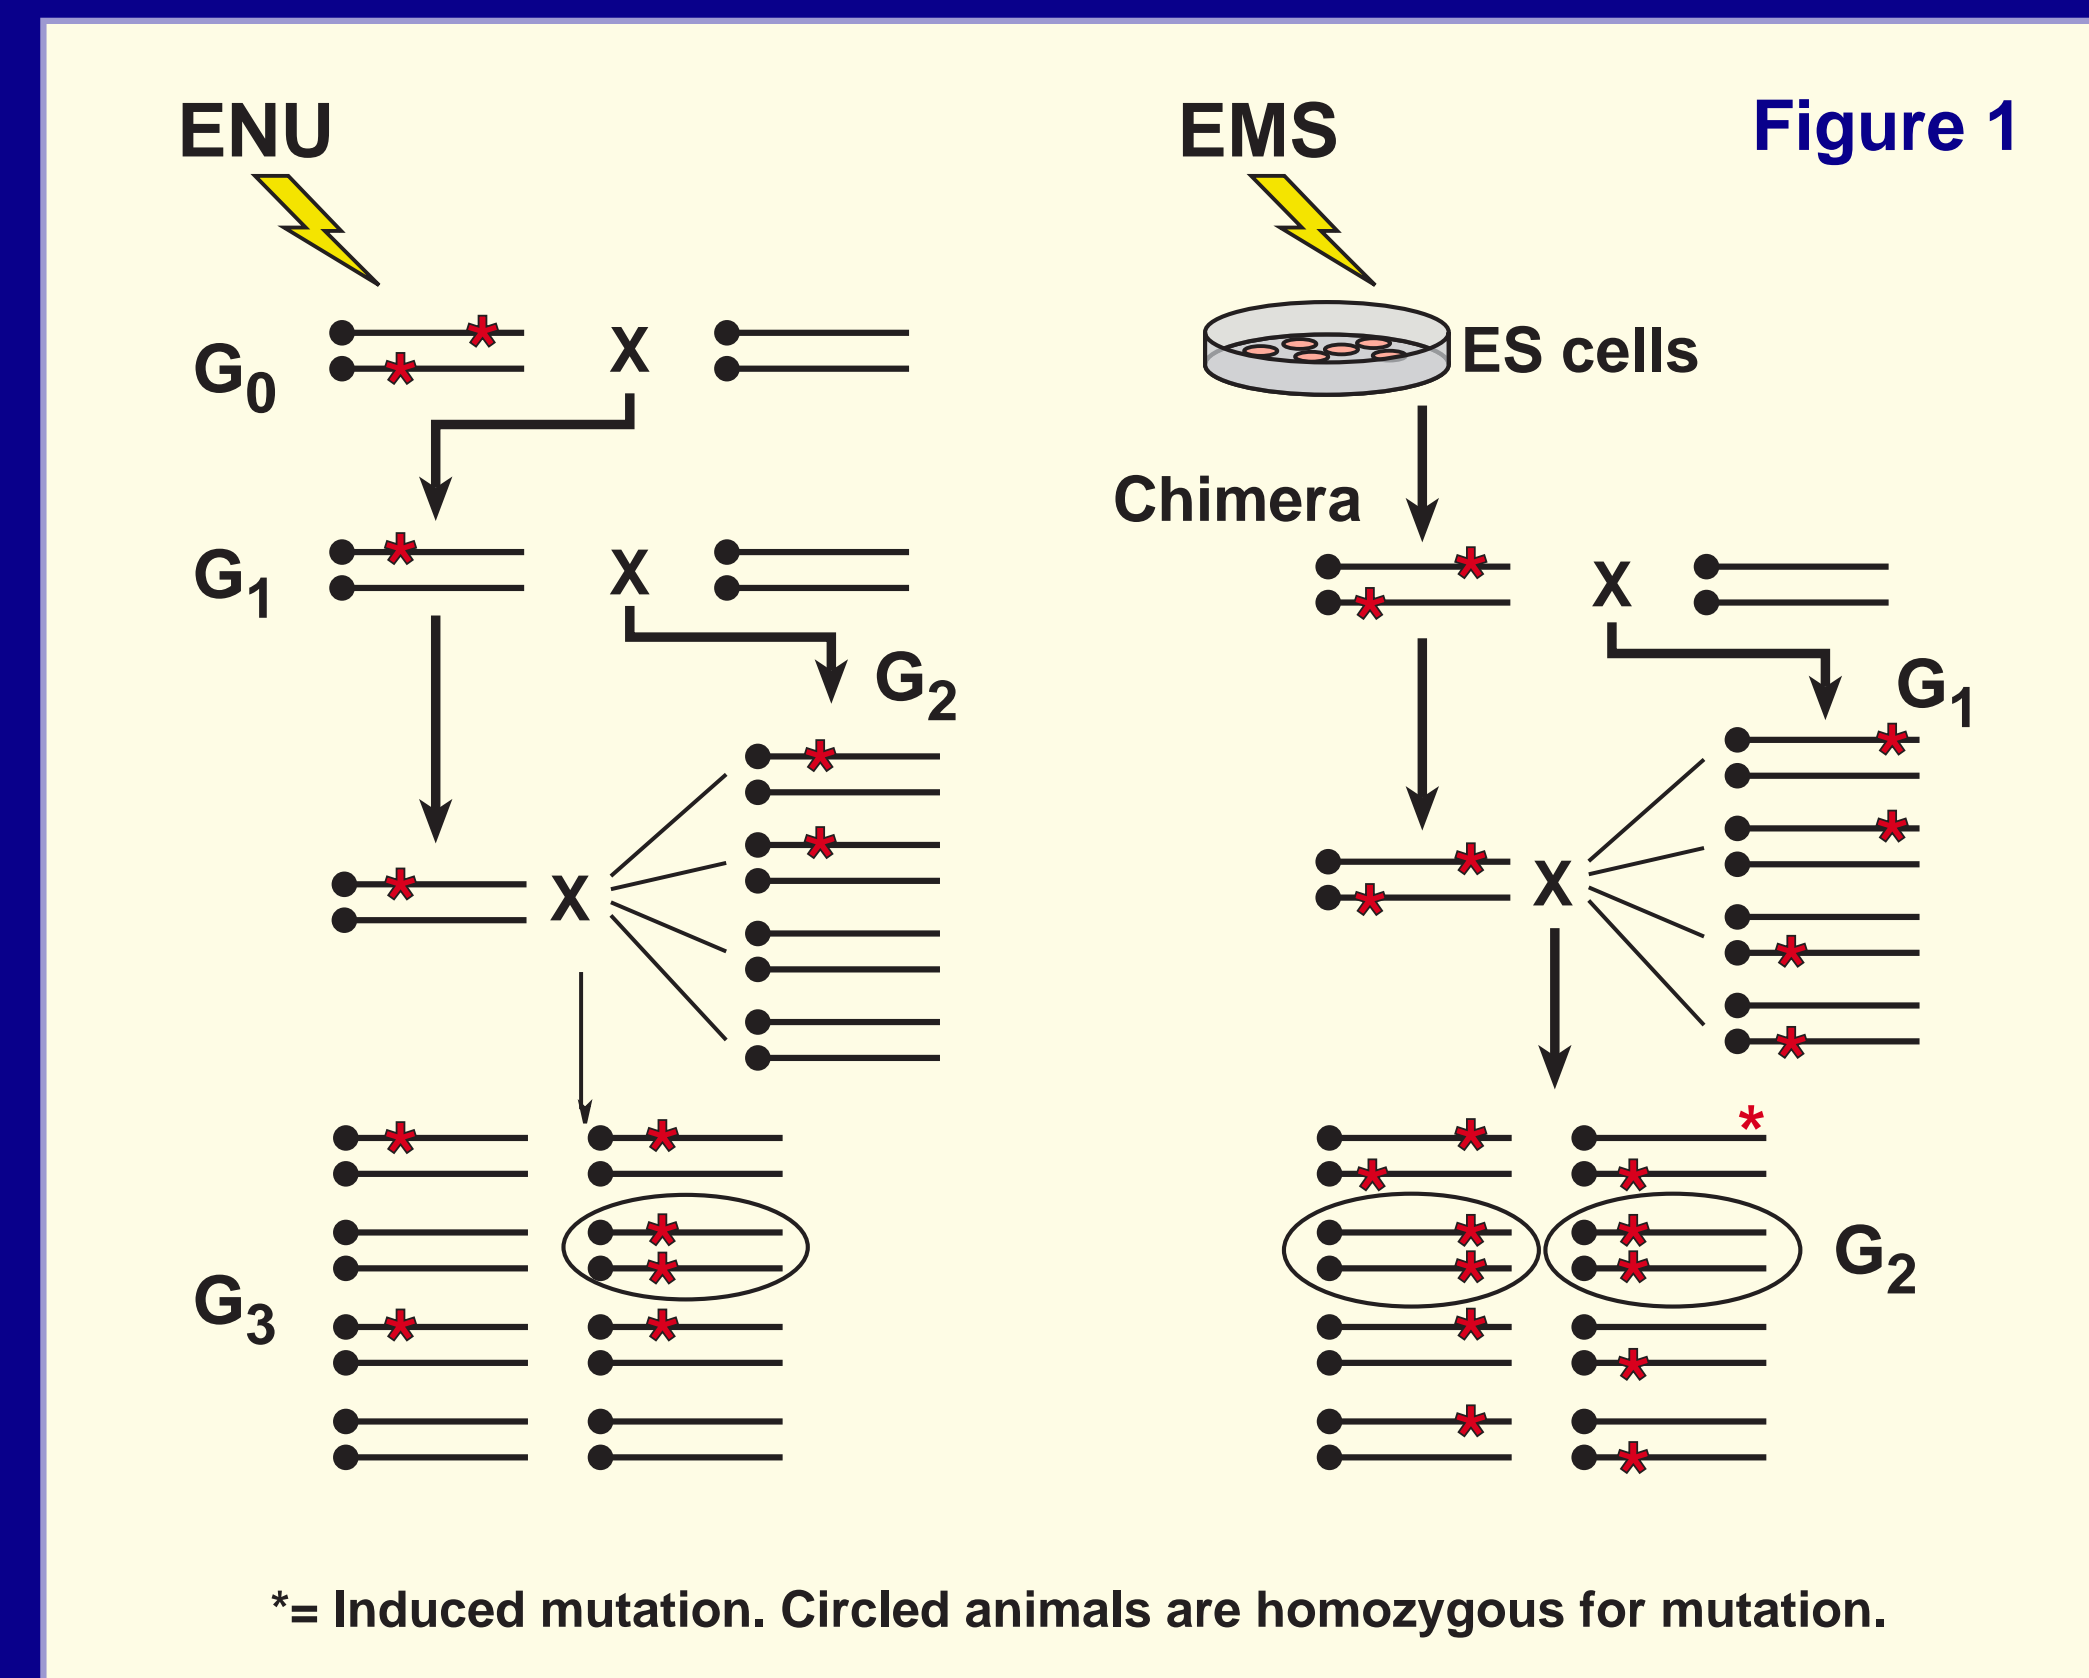 ENU
EMS
Figure 1
G0
X
ES cells
Chimera
G1
X
X
G2
G1
X
X
G3
G2
*= Induced mutation. Circled animals are homozygous for mutation.